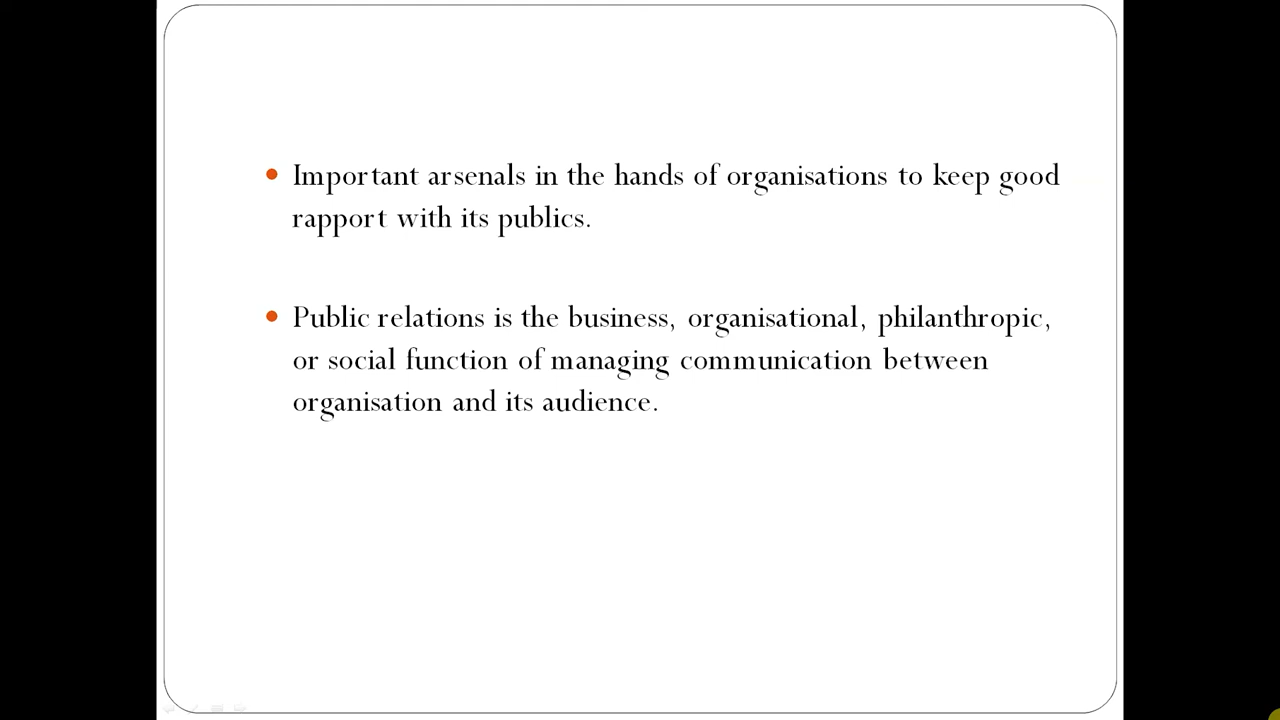 Important arsenals in the hands of organisations to keep good
rapport with its publics.
Public relations is the business, organisational, philanthropic,
or social function of managing communication between
organisation and its audience.